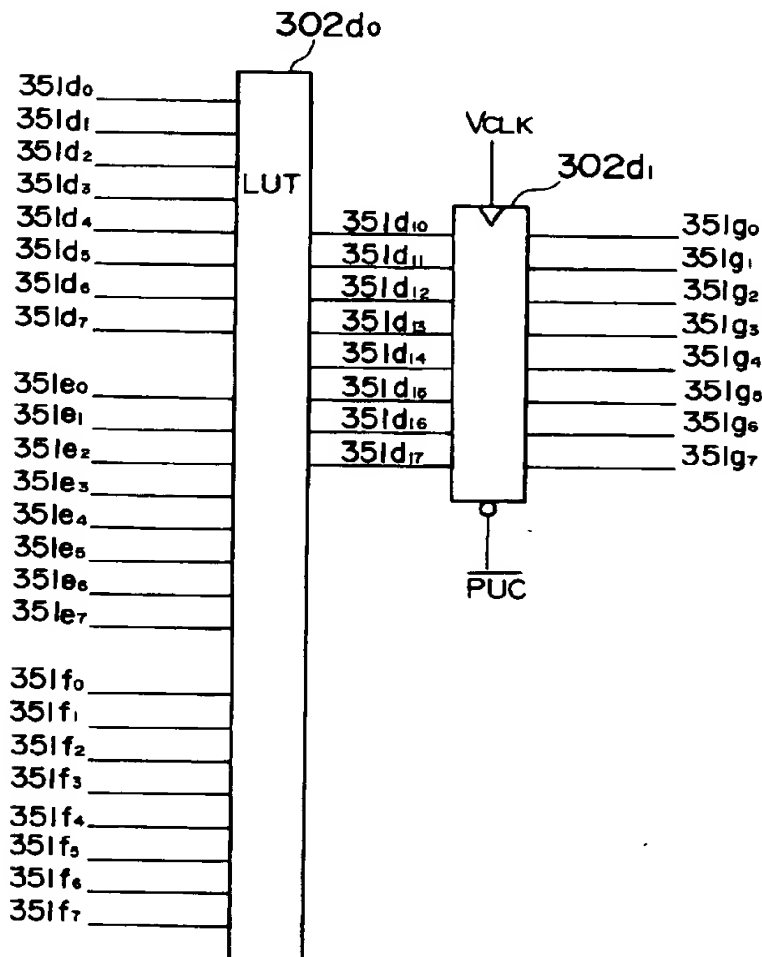 302d₀
351d₀
351d₁
351d₂
351d₃
351d₄
351d₅
351d₆
351d₇
351e₀
351e₁
351e₂
351e₃
351e₄
351e₅
351e₆
351e₇
351f₀
351f₁
351f₂
351f₃
351f₄
351f₅
351f₆
351f₇
LUT
351d₁₀
351d₁₁
351d₁₂
351d₁₃
351d₁₄
351d₁₅
351d₁₆
351d₁₇
VCLK
302d₁
P̅U̅C̅
351g₀
351g₁
351g₂
351g₃
351g₄
351g₅
351g₆
351g₇